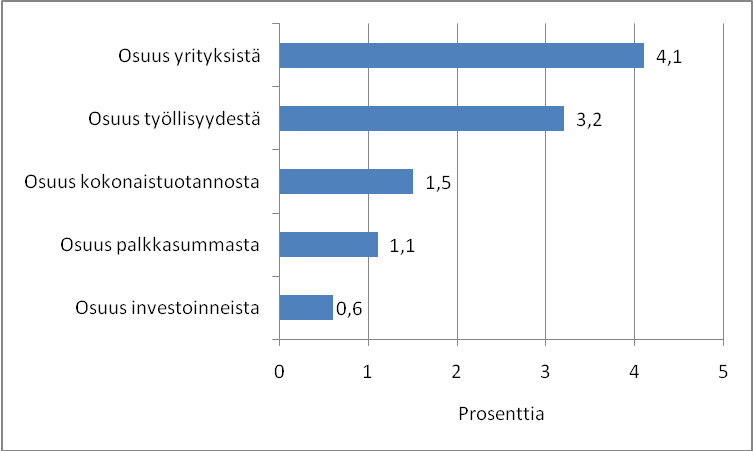 Osuus yrityksistä 4,1
Osuus työllisyydestä 3,2
Osuus kokonaistuotannosta 1,5
Osuus palkkasummasta 1,1
Osuus investoinneista 0,6
0 1 2 3 4 5
Prosenttia